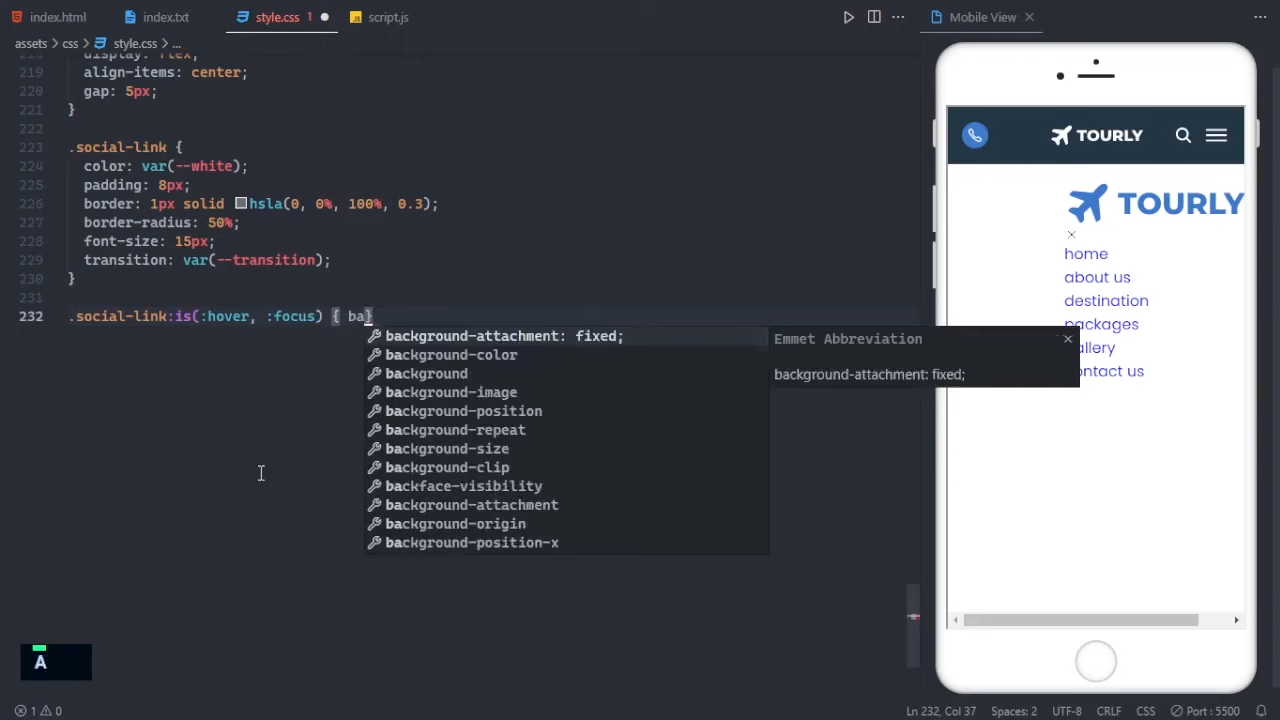 index.html
index.txt
style.css 1
script.js
Mobile View
assets > css > style.css > ...
218 display: flex;
219 align-items: center;
220 gap: 5px;
221 }
222
223 .social-link {
224 color: var(--white);
225 padding: 8px;
226 border: 1px solid hsla(0, 0%, 100%, 0.3);
227 border-radius: 50%;
228 font-size: 15px;
229 transition: var(--transition);
230 }
231
232 .social-link:is(:hover, :focus) { ba}
background-attachment: fixed;
background-color
background
background-image
background-position
background-repeat
background-size
background-clip
backface-visibility
background-attachment
background-origin
background-position-x
Emmet Abbreviation
background-attachment: fixed;
TOURLY
TOURLY
home
about us
destination
packages
allery
ontact us
A
1 0
Ln 232, Col 37
Spaces: 2
UTF-8
CRLF
CSS
Port : 5500